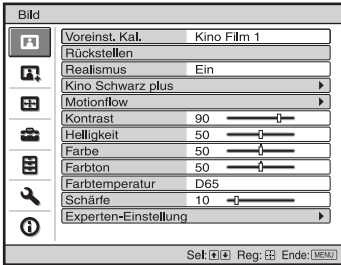 Bild
Voreinst. Kal. Kino Film 1
Rückstellen
Realismus Ein
Kino Schwarz plus
Motionflow
Kontrast 90
Helligkeit 50
Farbe 50
Farbton 50
Farbtemperatur D65
Schärfe 10
Experten-Einstellung
Sel: Reg: Ende: MENU